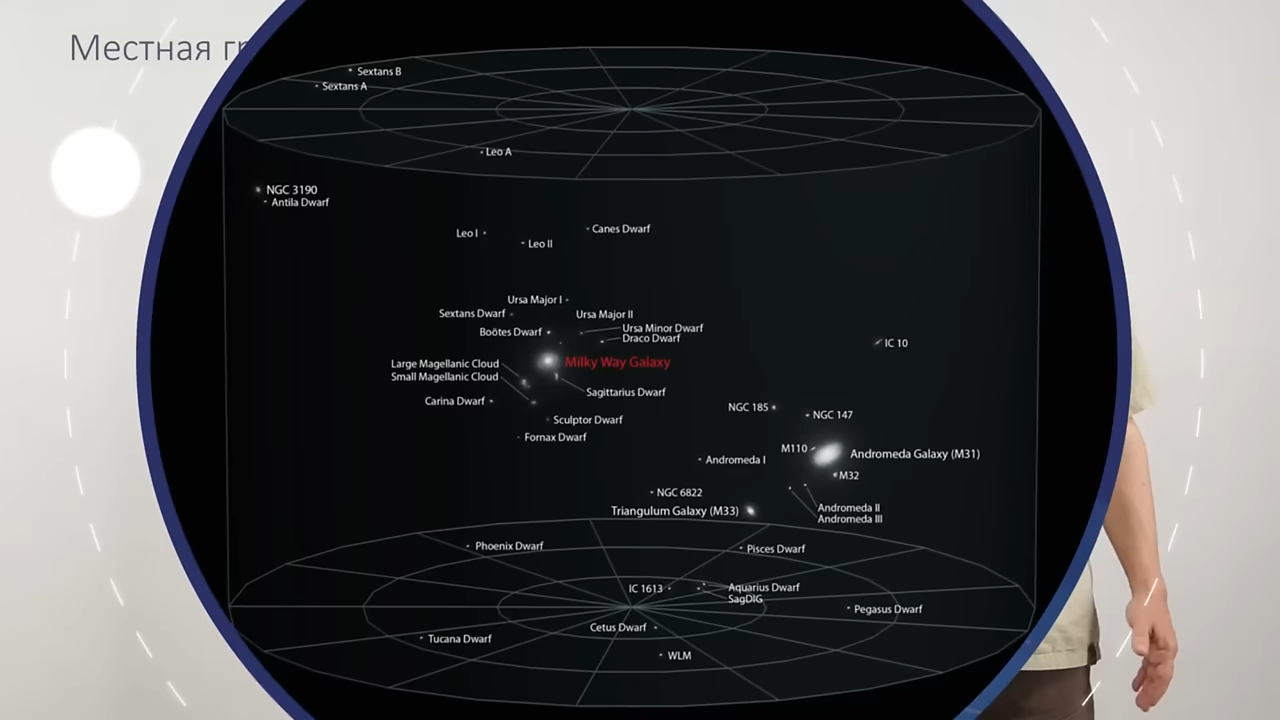 Местная гр
Sextans B
Sextans A
Leo A
NGC 3190
Antila Dwarf
Leo I
Leo II
Canes Dwarf
Ursa Major I
Sextans Dwarf
Ursa Major II
Boötes Dwarf
Ursa Minor Dwarf
Draco Dwarf
IC 10
Large Magellanic Cloud
Milky Way Galaxy
Small Magellanic Cloud
Sagittarius Dwarf
Carina Dwarf
NGC 185
NGC 147
Sculptor Dwarf
Fornax Dwarf
M110
Andromeda Galaxy (M31)
Andromeda I
M32
NGC 6822
Triangulum Galaxy (M33)
Andromeda II
Andromeda III
Phoenix Dwarf
Pisces Dwarf
IC 1613
Aquarius Dwarf
SagDIG
Pegasus Dwarf
Cetus Dwarf
Tucana Dwarf
WLM